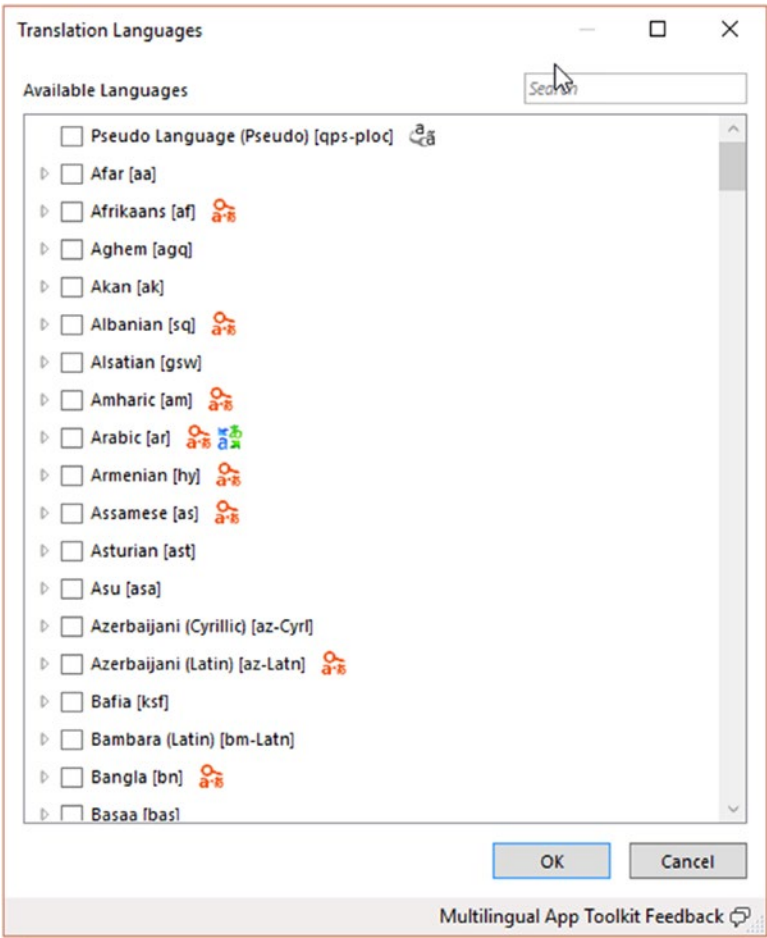 Translation Languages
Available Languages
Search
Pseudo Language (Pseudo) [qps-ploc]
Afar [aa]
Afrikaans [af]
Aghem [agq]
Akan [ak]
Albanian [sq]
Alsatian [gsw]
Amharic [am]
Arabic [ar]
Armenian [hy]
Assamese [as]
Asturian [ast]
Asu [asa]
Azerbaijani (Cyrillic) [az-Cyrl]
Azerbaijani (Latin) [az-Latn]
Bafia [ksf]
Bambara (Latin) [bm-Latn]
Bangla [bn]
Basaa [bas]
OK
Cancel
Multilingual App Toolkit Feedback